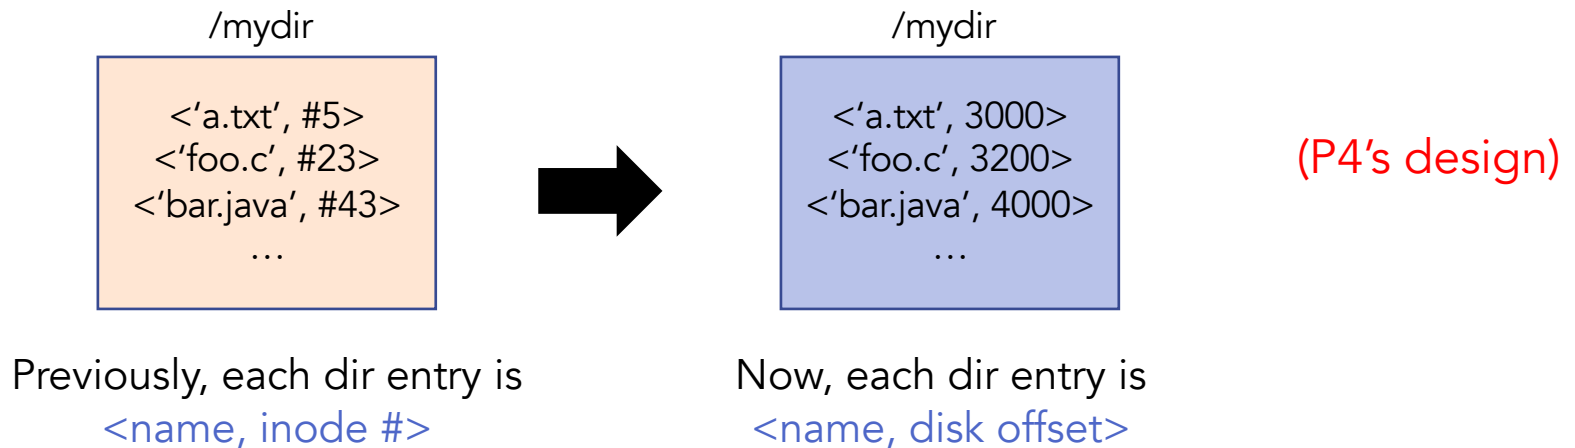 /mydir
<‘a.txt’, #5>
<‘foo.c’, #23>
<‘bar.java’, #43>
…
Previously, each dir entry is
<name, inode #>
/mydir
<‘a.txt’, 3000>
<‘foo.c’, 3200>
<‘bar.java’, 4000>
…
Now, each dir entry is
<name, disk offset>
(P4’s design)